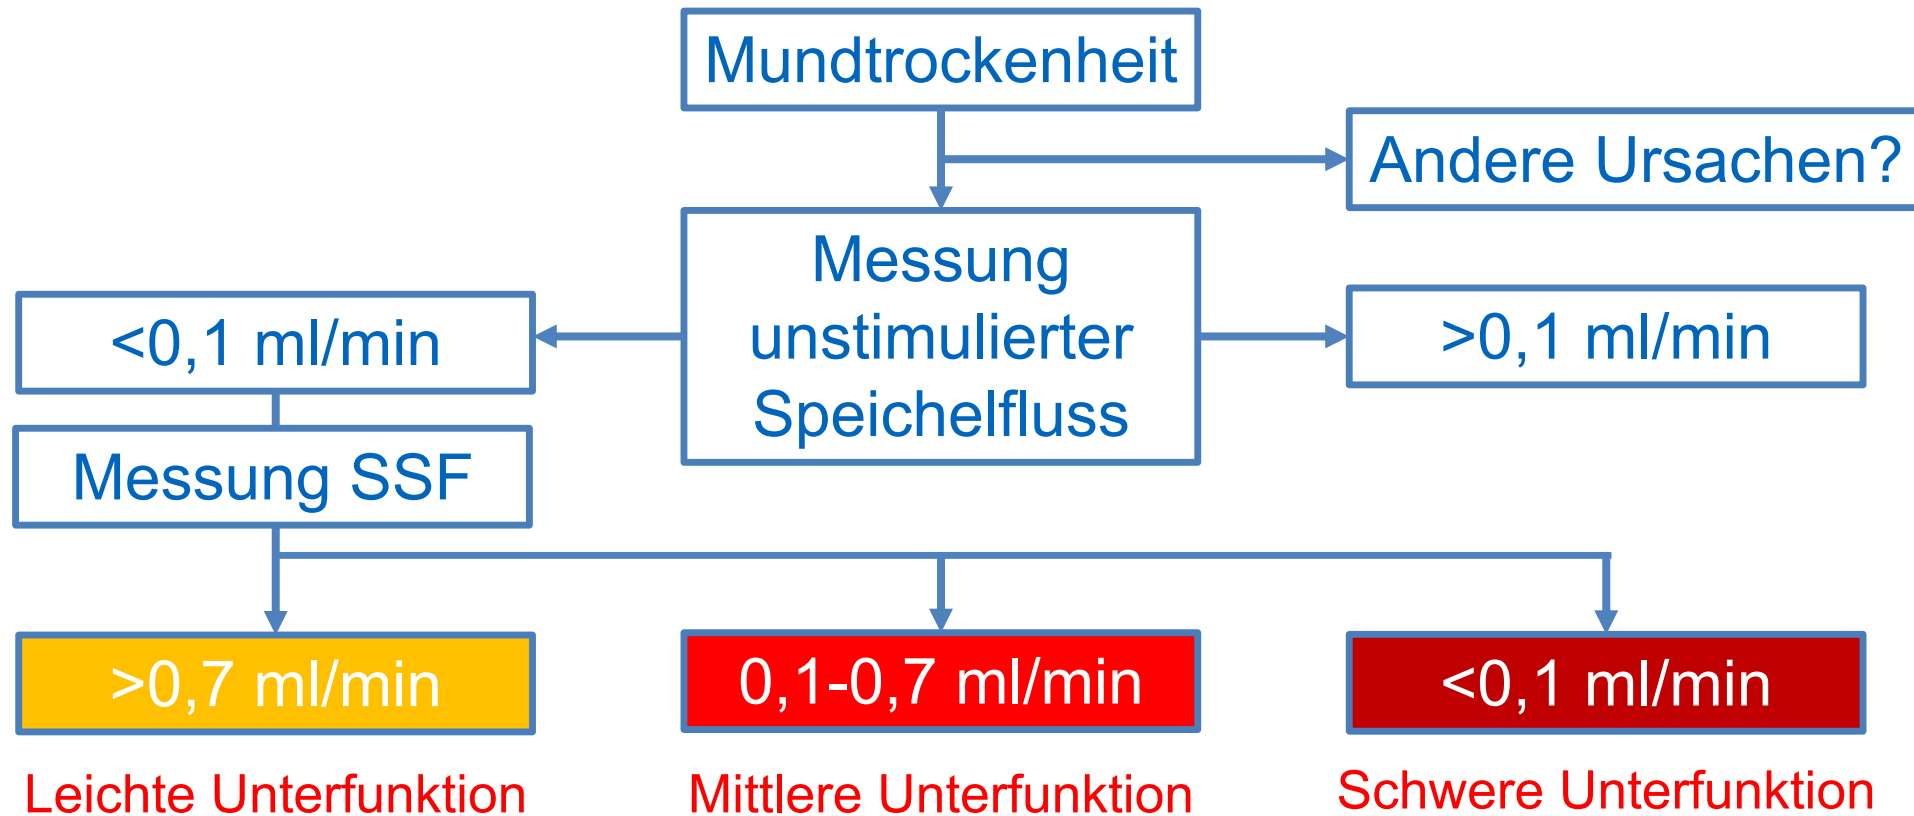 Mundtrockenheit
Andere Ursachen?
Messung
unstimulierter
Speichelfluss
<0,1 ml/min
>0,1 ml/min
Messung SSF
>0,7 ml/min
0,1-0,7 ml/min
<0,1 ml/min
Leichte Unterfunktion
Mittlere Unterfunktion
Schwere Unterfunktion